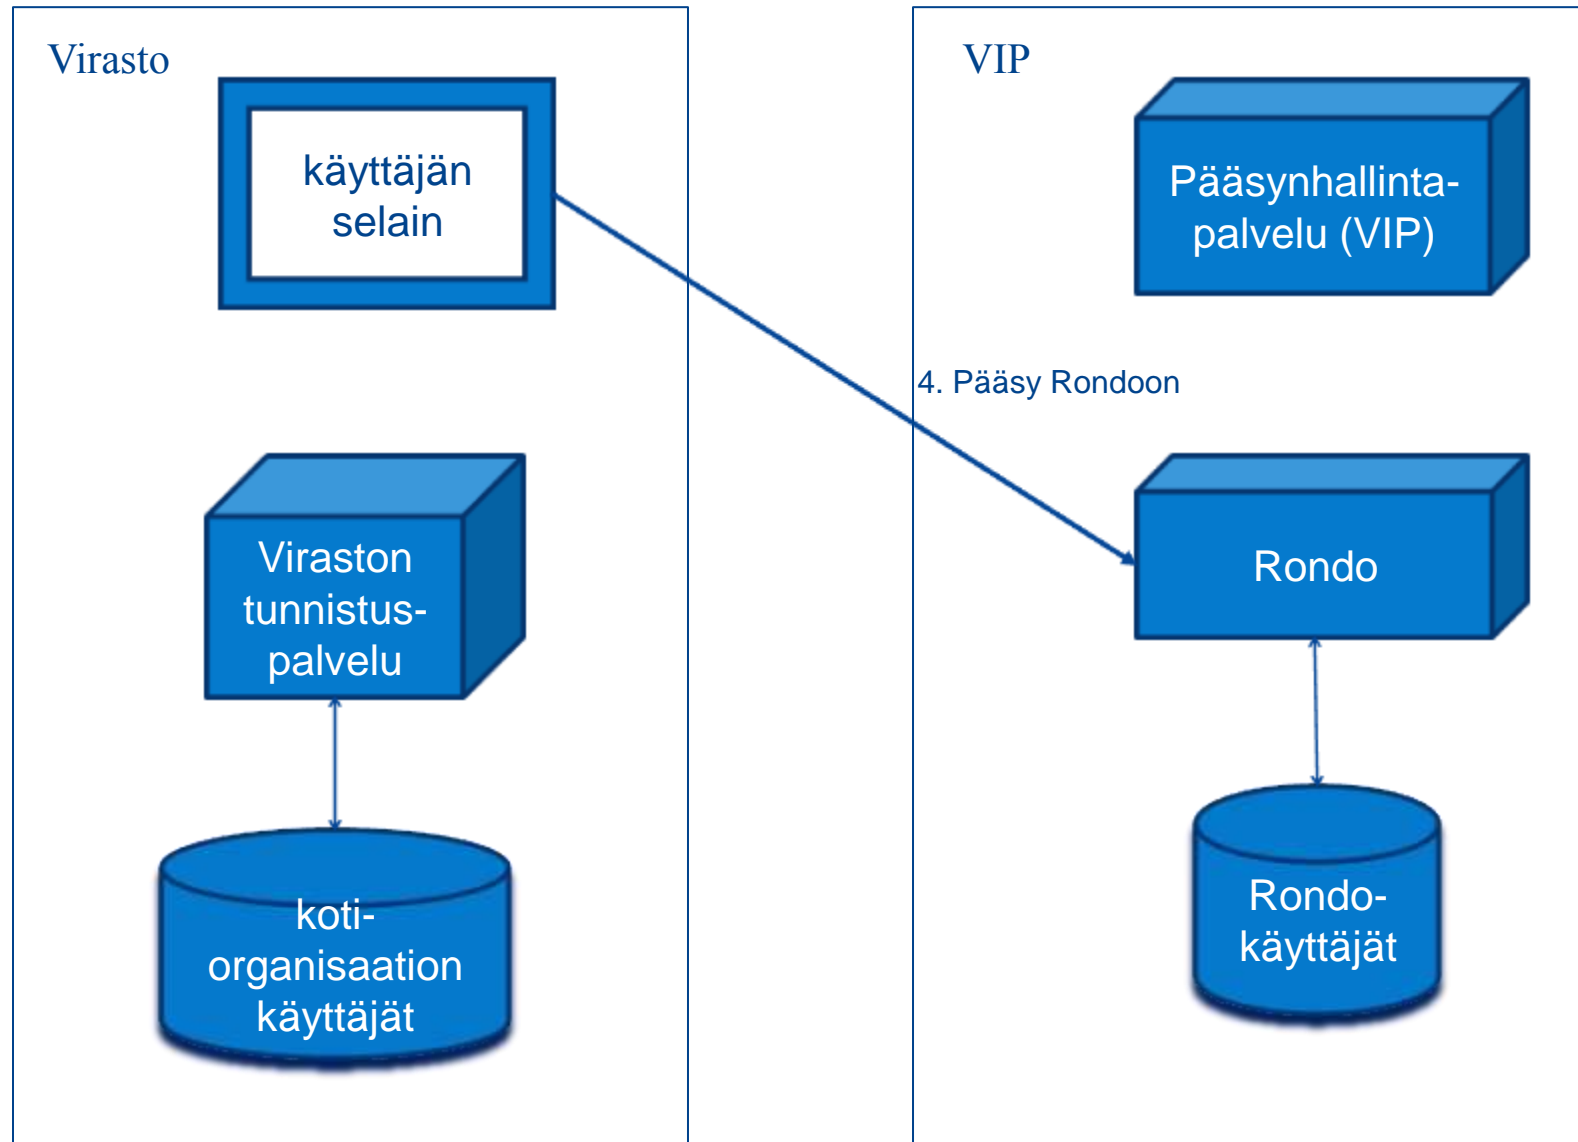 Virasto
käyttäjän
selain
Viraston
tunnistus-
palvelu
koti-
organisaation
käyttäjät
VIP
Pääsynhallinta-
palvelu (VIP)
4. Pääsy Rondoon
Rondo
Rondo-
käyttäjät